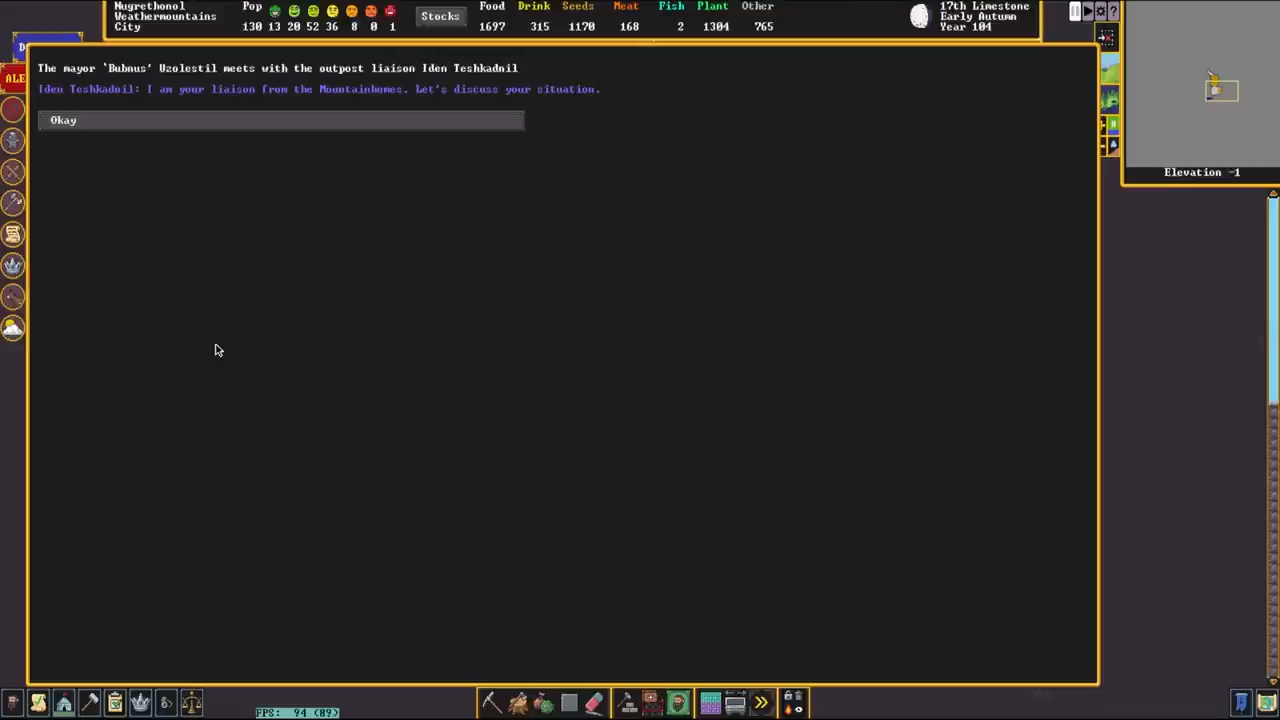 Nugrethonol
Weathermountains
City
Pop
130 13 20 52 36 8 0 1
Stocks
Food Drink Seeds Meat Fish Plant Other
1697 315 1170 168 2 1304 765
17th Limestone
Early Autumn
Year 104
?
D
ALE
The mayor `Bubnus' Uzolestil meets with the outpost liaison Iden Teshkadnil
Iden Teshkadnil: I am your liaison from the Mountainhomes. Let's discuss your situation.
Okay
Elevation -1
FPS: 94 (89)